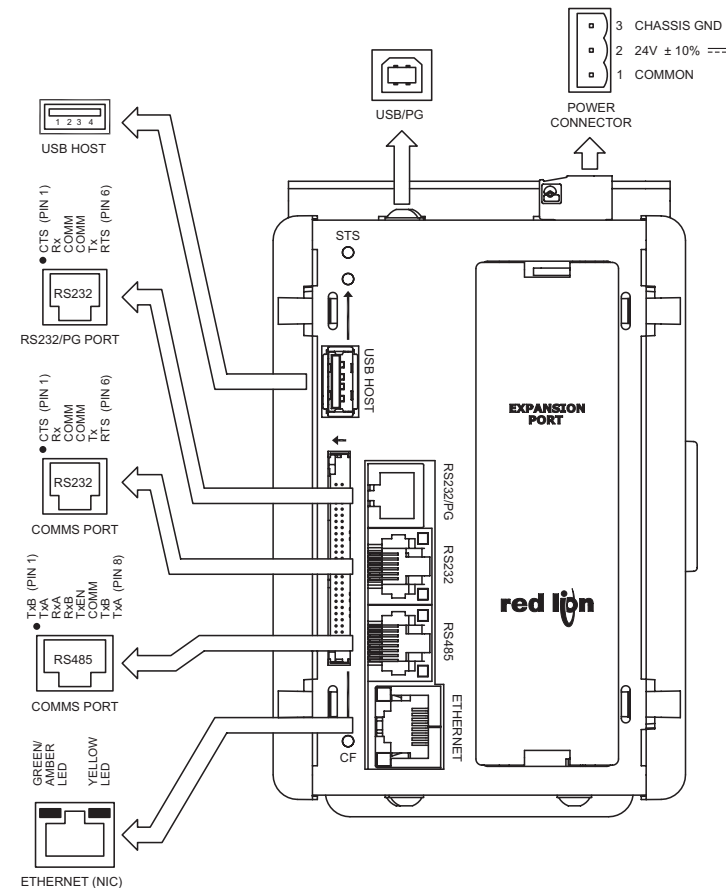 3 CHASSIS GND
2 24V ± 10%
1 COMMON
POWER
CONNECTOR
USB/PG
1 2 3 4
USB HOST
CTS (PIN 1)
Rx
COMM
COMM
Tx
RTS (PIN 6)
RS232
RS232/PG PORT
CTS (PIN 1)
Rx
COMM
COMM
Tx
RTS (PIN 6)
RS232
COMMS PORT
TxB (PIN 1)
TxA
RxA
RxB
TxEN
COMM
TxB
TxA (PIN 8)
RS485
COMMS PORT
GREEN/
AMBER
LED
YELLOW
LED
ETHERNET (NIC)
STS
USB HOST
RS232/PG
RS232
RS485
ETHERNET
CF
EXPANSION
PORT
red lion